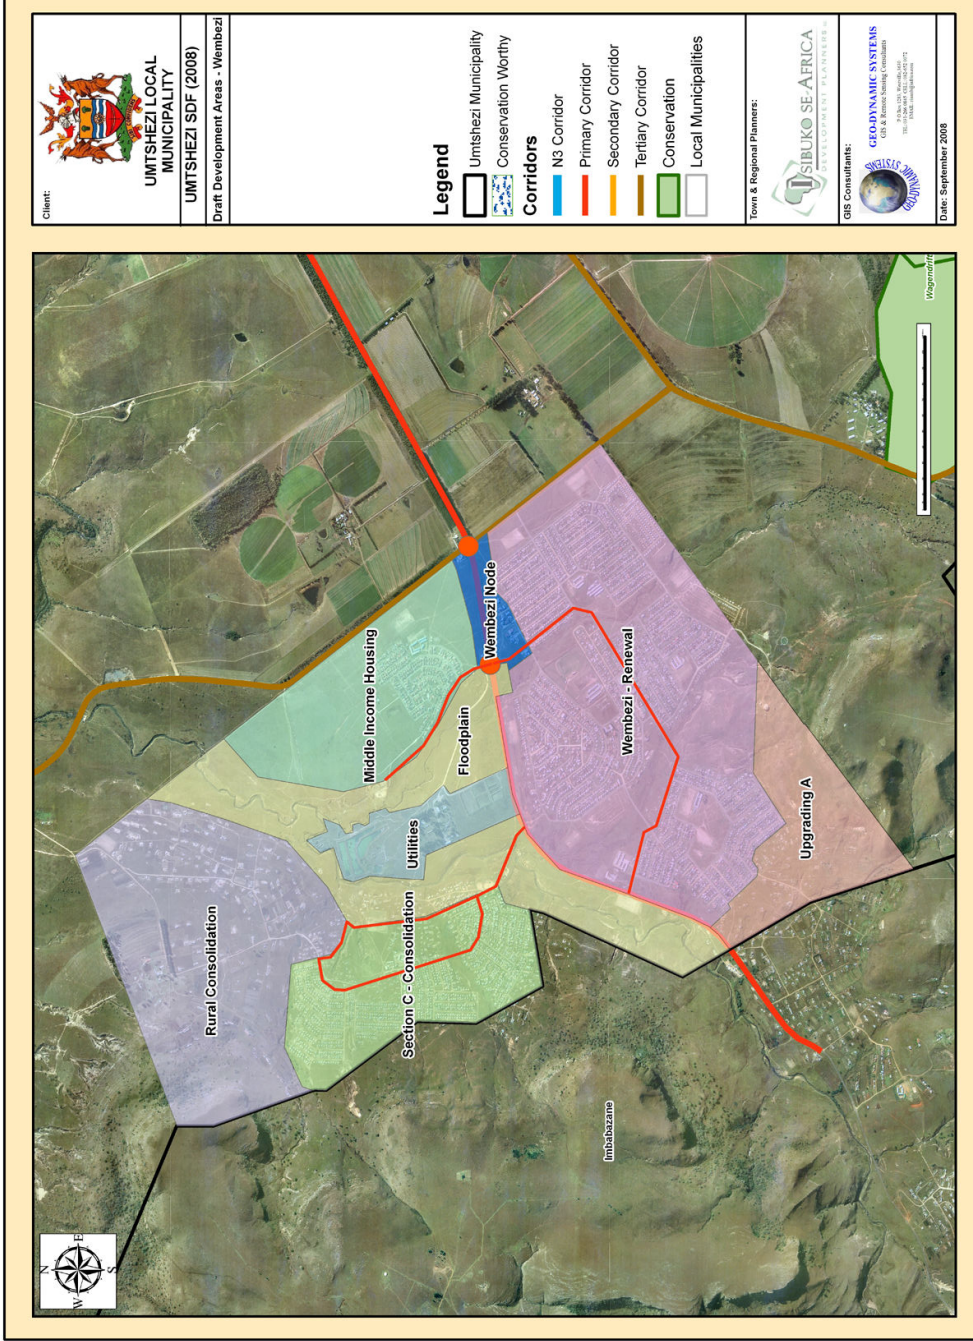 Client:
UMTSHEZI LOCAL
MUNICIPALITY
UMTSHEZI SDF (2008)
Draft Development Areas - Wembezi
Legend
Umtshezi Municipality
Conservation Worthy
Corridors
N3 Corridor
Primary Corridor
Secondary Corridor
Tertiary Corridor
Conservation
Local Municipalities
Town & Regional Planners:
ISIBUKO SE-AFRICA
DEVELOPMENT PLANNERS
GIS Consultants:
GEO-DYNAMIC SYSTEMS
GEO-DYNAMIC SYSTEMS
GIS & Remote Sensing Consultants
Date: September 2008
N
W
E
S
Rural Consolidation
Middle Income Housing
Utilities
Floodplain
Wembezi Node
Section C - Consolidation
Wembezi - Renewal
Upgrading A
Imbabazane
Wagendrift